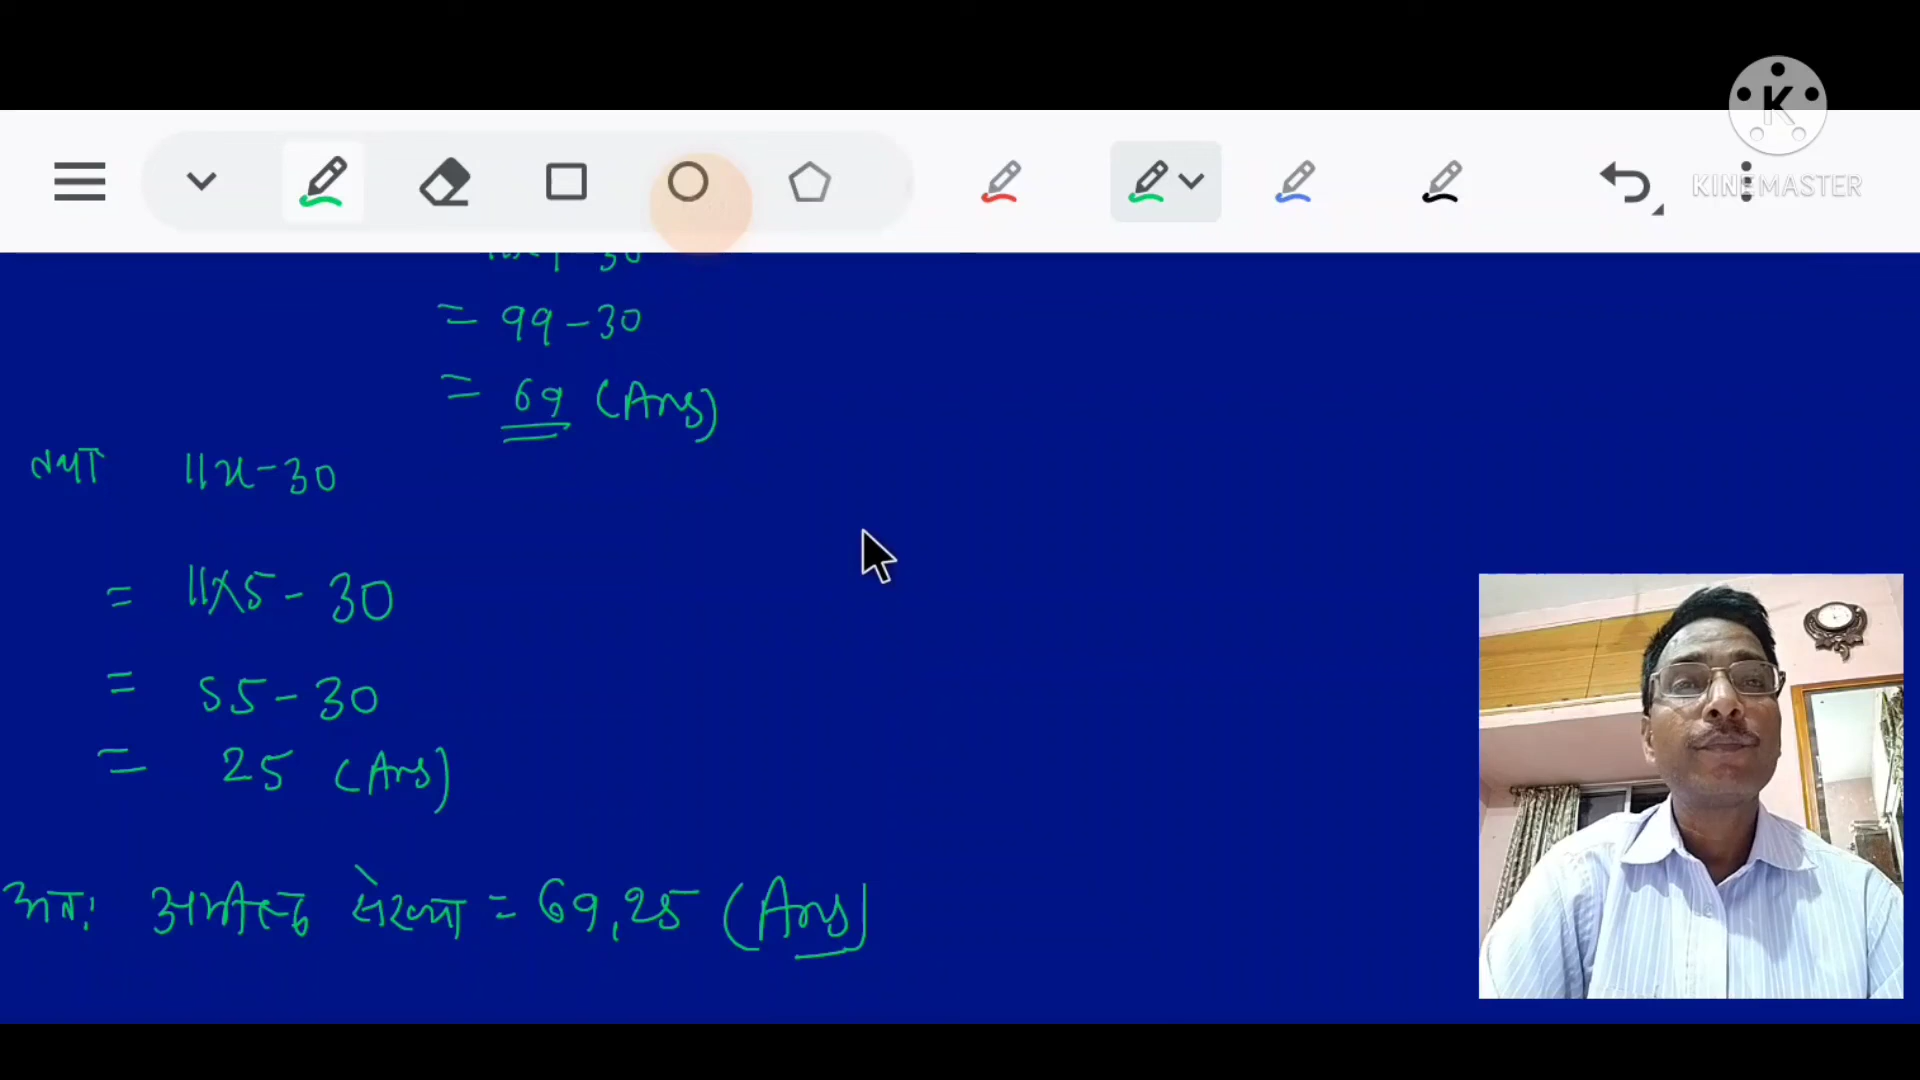 KINEMASTER
= 99-30
= 69 (Ans)
तथा 11x-30
= 11x5-30
= 55-30
= 25 (Ans)
अतः अभीष्ट संख्या = 69,25 (Ans)